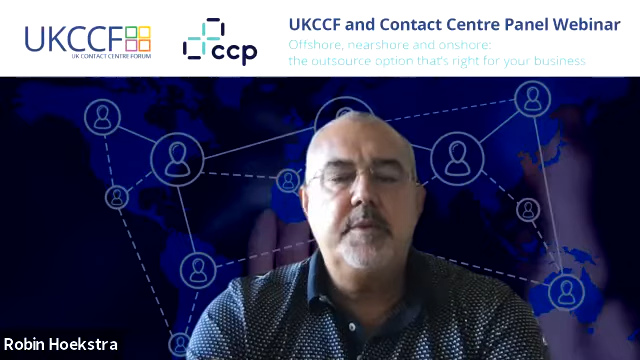 UKCCF
UK CONTACT CENTRE FORUM
ccp
UKCCF and Contact Centre Panel Webinar
Offshore, nearshore and onshore:
the outsource option that's right for your business
Robin Hoekstra